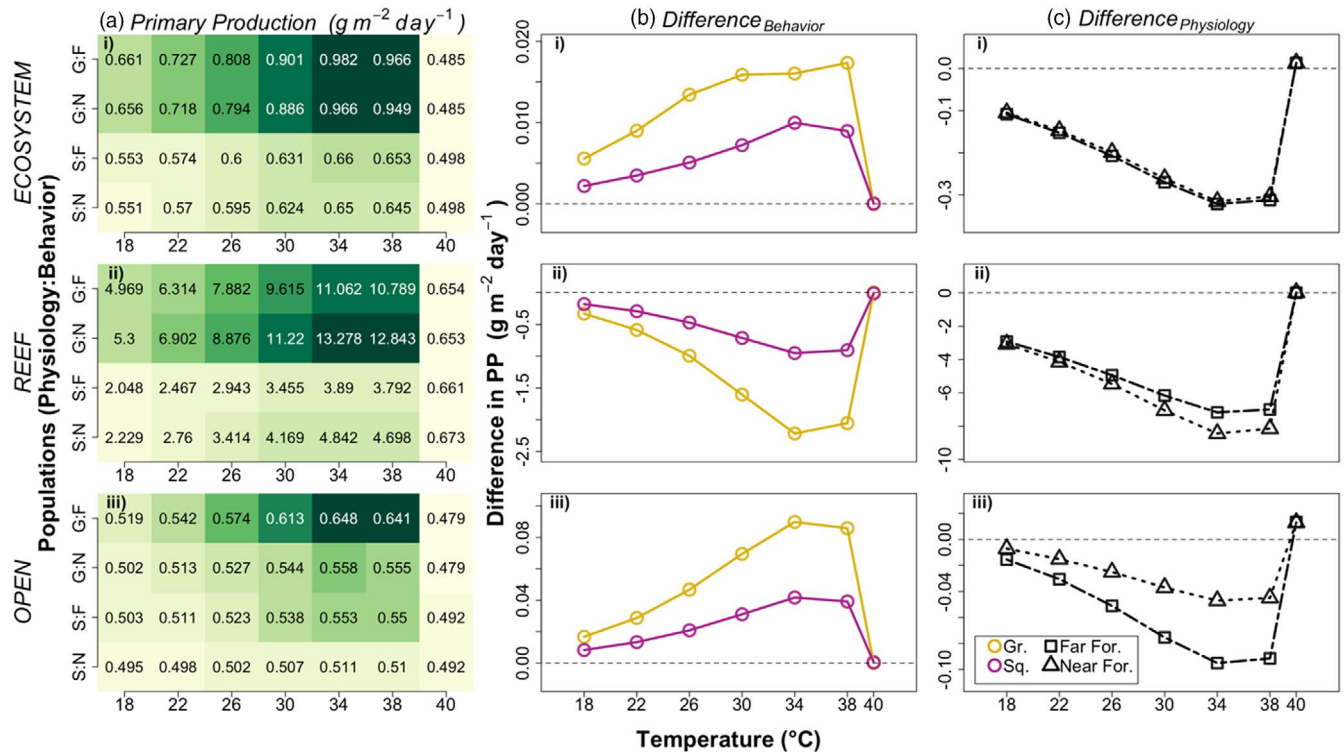 (a) Primary Production (g m⁻² day⁻¹)
(b) Difference Behavior
(c) Difference Physiology
Populations (Physiology:Behavior)
ECOSYSTEM
i)
G:F 0.661 0.727 0.808 0.901 0.982 0.966 0.485
G:N 0.656 0.718 0.794 0.886 0.966 0.949 0.485
S:F 0.553 0.574 0.6 0.631 0.66 0.653 0.498
S:N 0.551 0.57 0.595 0.624 0.65 0.645 0.498
18 22 26 30 34 38 40
REEF
ii)
G:F 4.969 6.314 7.882 9.615 11.062 10.789 0.654
G:N 5.3 6.902 8.876 11.22 13.278 12.843 0.653
S:F 2.048 2.467 2.943 3.455 3.89 3.792 0.661
S:N 2.229 2.76 3.414 4.169 4.842 4.698 0.673
18 22 26 30 34 38 40
OPEN
iii)
G:F 0.519 0.542 0.574 0.613 0.648 0.641 0.479
G:N 0.502 0.513 0.527 0.544 0.558 0.555 0.479
S:F 0.503 0.511 0.523 0.538 0.553 0.55 0.492
S:N 0.495 0.498 0.502 0.507 0.511 0.51 0.492
18 22 26 30 34 38 40
Difference in PP (g m⁻² day⁻¹)
i)
0.020
0.010
0.000
ii)
-0.5
-1.5
-2.5
iii)
0.08
0.04
0.00
18 22 26 30 34 38 40
Temperature (°C)
i)
0.0
-0.1
-0.3
ii)
0
-2
-4
-6
-10
iii)
0.00
-0.04
-0.10
Gr. Far For.
Sq. Near For.
18 22 26 30 34 38 40